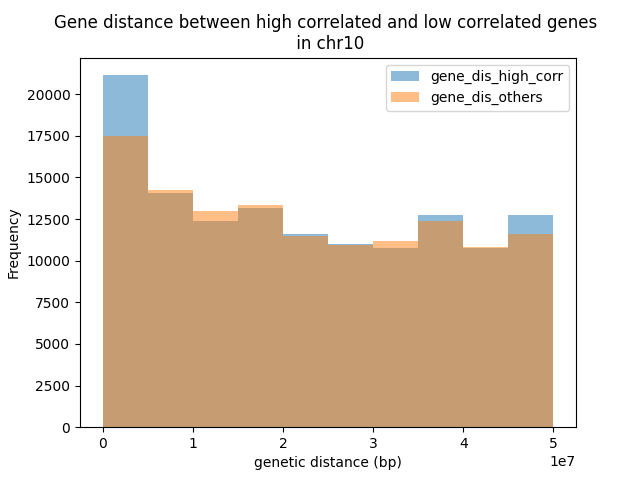 Gene distance between high correlated and low correlated genes
in chr10
gene_dis_high_corr
gene_dis_others
Frequency
20000
17500
15000
12500
10000
7500
5000
2500
0
0 1 2 3 4 5
1e7
genetic distance (bp)